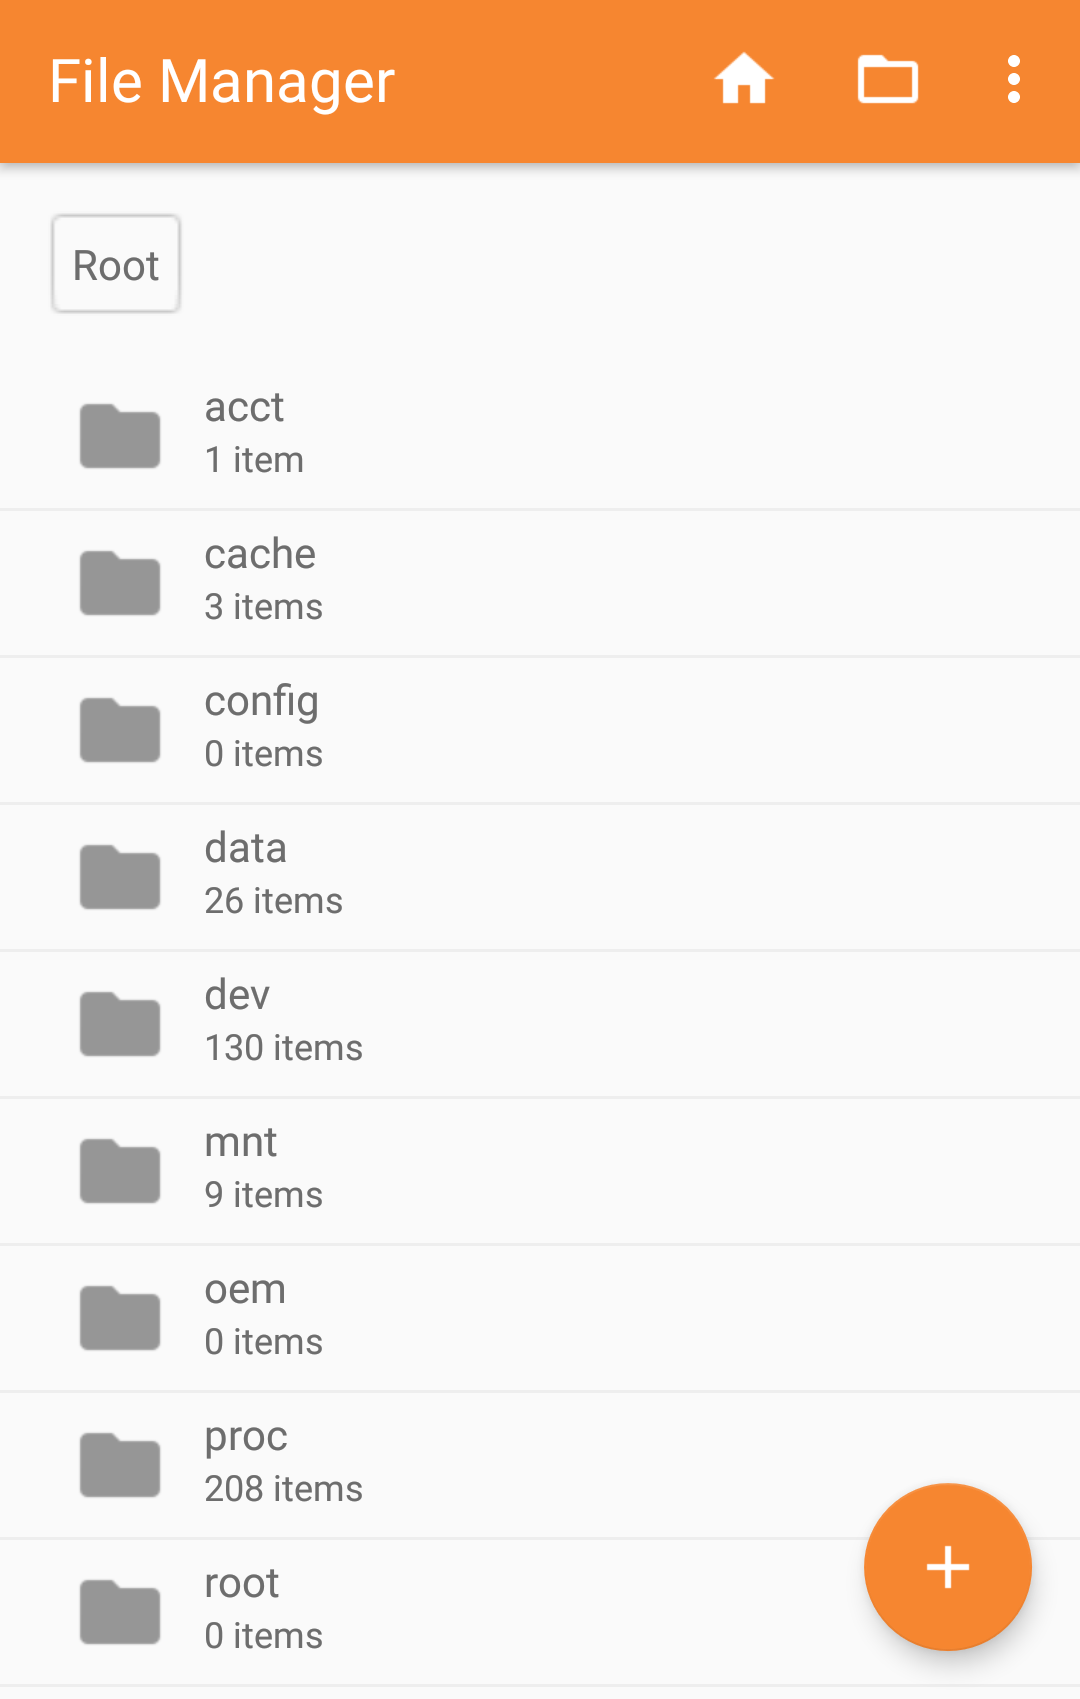 File Manager
Root
acct
1 item
cache
3 items
config
0 items
data
26 items
dev
130 items
mnt
9 items
oem
0 items
proc
208 items
root
0 items